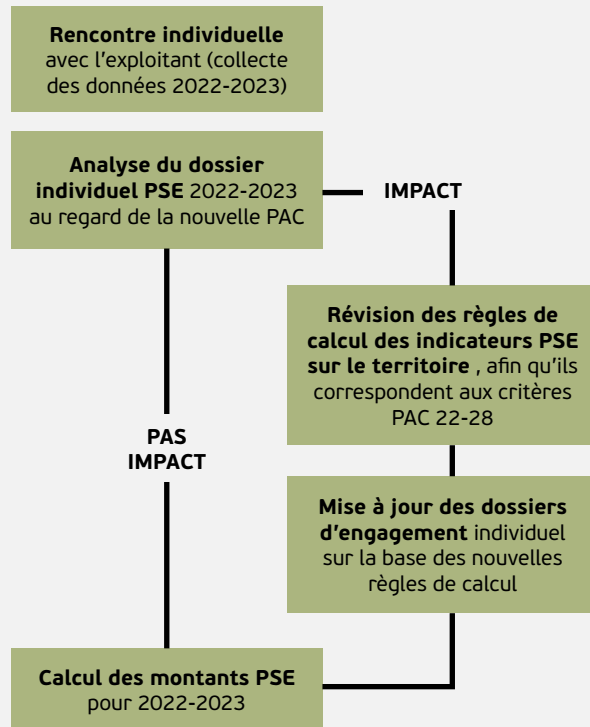 Rencontre individuelle
avec l'exploitant (collecte
des données 2022-2023)
Analyse du dossier
individuel PSE 2022-2023
au regard de la nouvelle PAC
IMPACT
Révision des règles de
calcul des indicateurs PSE
sur le territoire , afin qu'ils
correspondent aux critères
PAC 22-28
PAS
IMPACT
Mise à jour des dossiers
d'engagement individuel
sur la base des nouvelles
règles de calcul
Calcul des montants PSE
pour 2022-2023